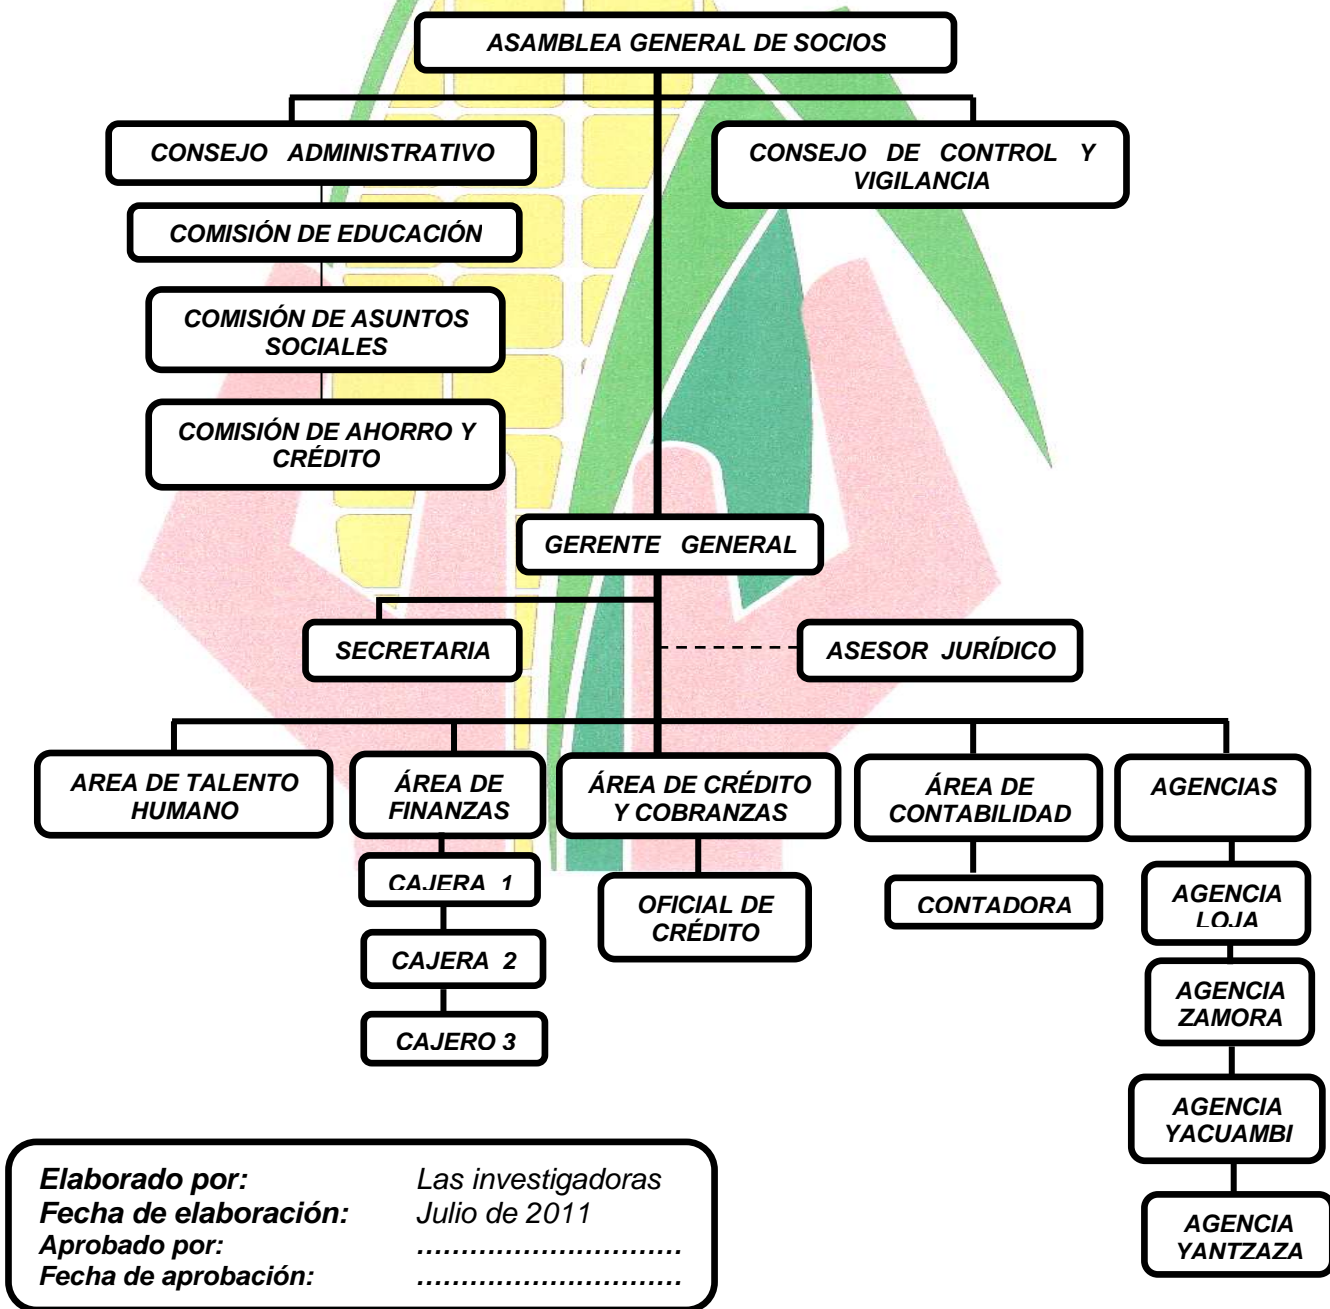 ASAMBLEA GENERAL DE SOCIOS
CONSEJO ADMINISTRATIVO
CONSEJO DE CONTROL Y
VIGILANCIA
COMISIÓN DE EDUCACIÓN
COMISIÓN DE ASUNTOS
SOCIALES
COMISIÓN DE AHORRO Y
CRÉDITO
GERENTE GENERAL
SECRETARIA
ASESOR JURÍDICO
AREA DE TALENTO
HUMANO
ÁREA DE
FINANZAS
ÁREA DE CRÉDITO
Y COBRANZAS
ÁREA DE
CONTABILIDAD
AGENCIAS
CAJERA 1
CAJERA 2
CAJERO 3
OFICIAL DE
CRÉDITO
CONTADORA
AGENCIA
LOJA
AGENCIA
ZAMORA
AGENCIA
YACUAMBI
AGENCIA
YANTZAZA
Elaborado por: Las investigadoras
Fecha de elaboración: Julio de 2011
Aprobado por: ..............................
Fecha de aprobación: ..............................